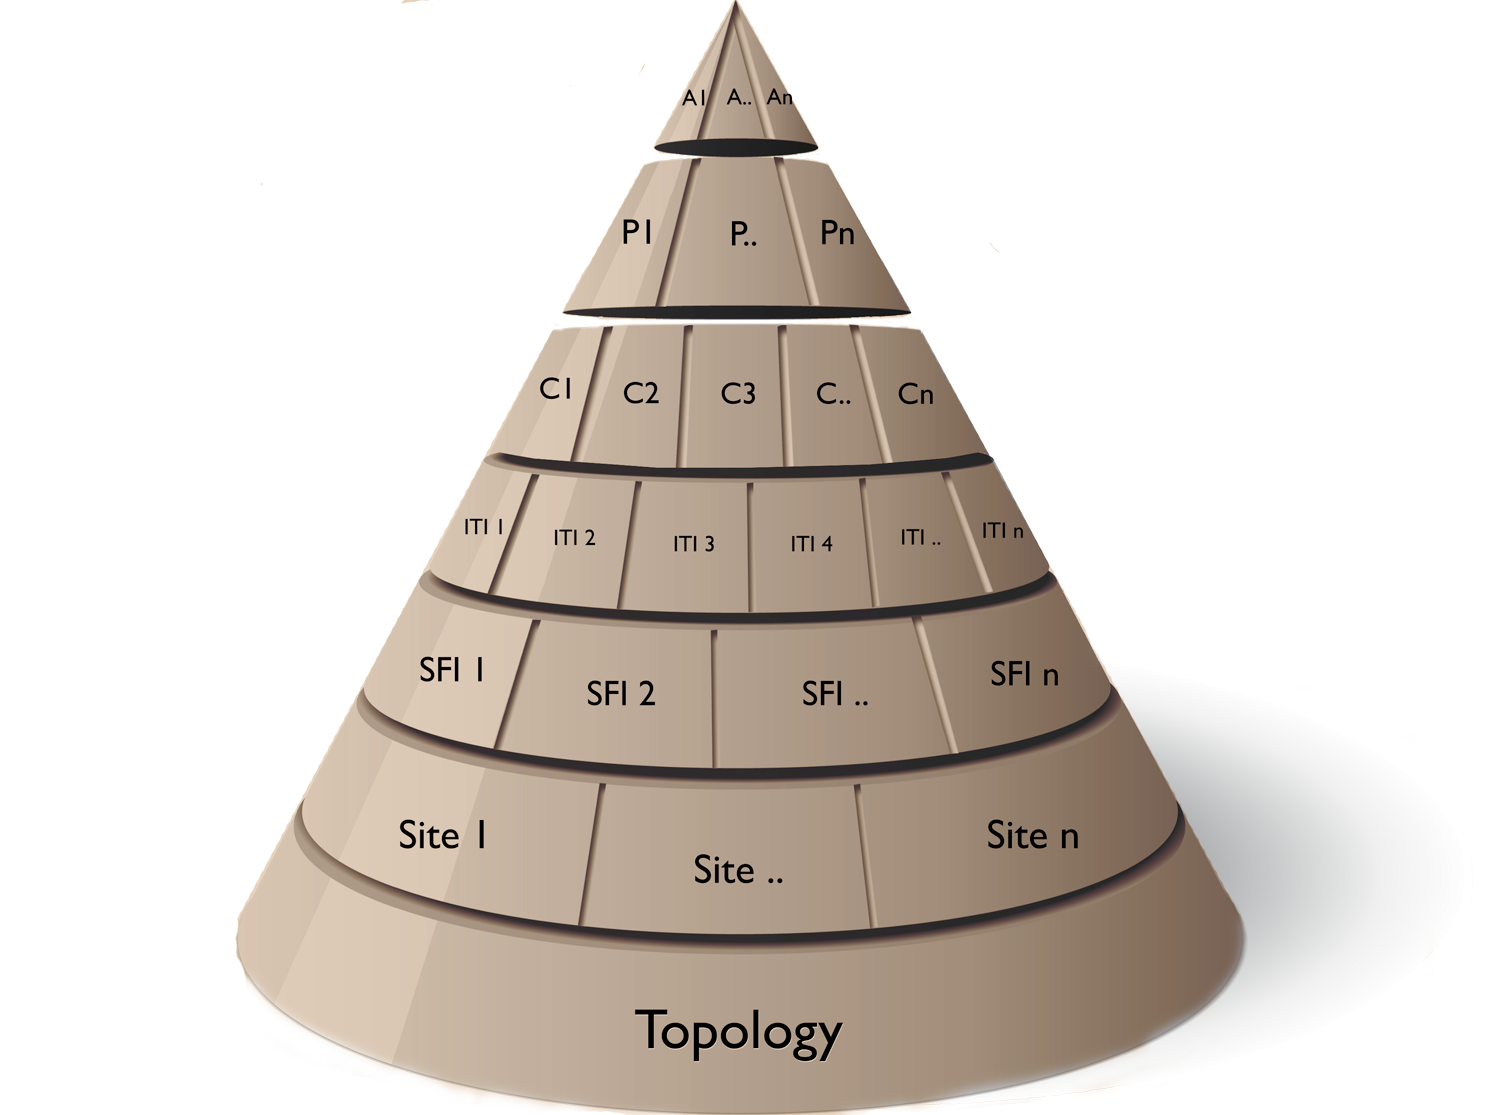 A1 A.. An
P1 P.. Pn
C1 C2 C3 C.. Cn
ITI 1 ITI 2 ITI 3 ITI 4 ITI .. ITI n
SFI 1 SFI 2 SFI .. SFI n
Site 1 Site .. Site n
Topology